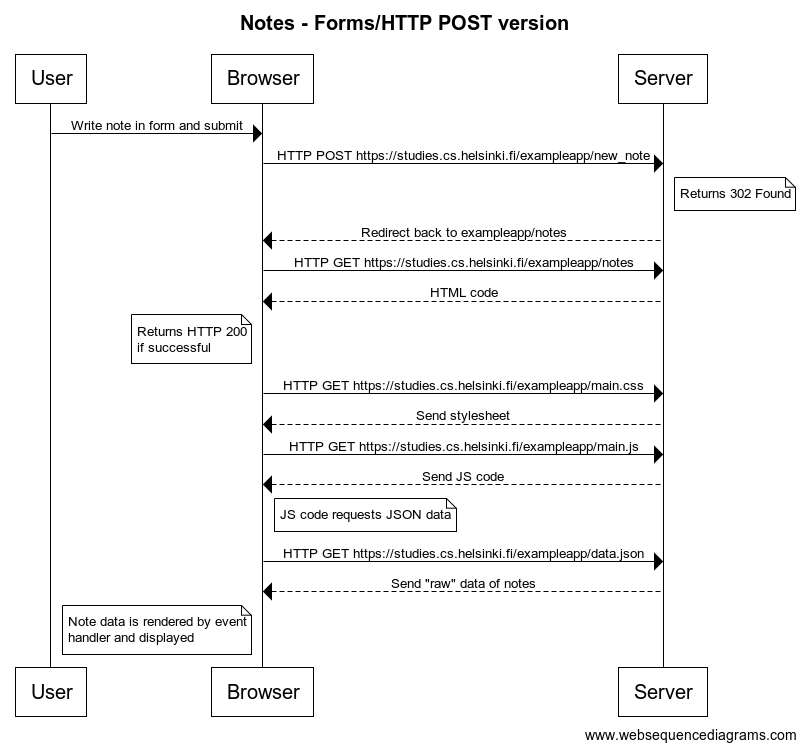 Notes - Forms/HTTP POST version
User
Browser
Server
Write note in form and submit
HTTP POST https://studies.cs.helsinki.fi/exampleapp/new_note
Returns 302 Found
Redirect back to exampleapp/notes
HTTP GET https://studies.cs.helsinki.fi/exampleapp/notes
HTML code
Returns HTTP 200
if successful
HTTP GET https://studies.cs.helsinki.fi/exampleapp/main.css
Send stylesheet
HTTP GET https://studies.cs.helsinki.fi/exampleapp/main.js
Send JS code
JS code requests JSON data
HTTP GET https://studies.cs.helsinki.fi/exampleapp/data.json
Send "raw" data of notes
Note data is rendered by event
handler and displayed
User
Browser
Server
www.websequencediagrams.com